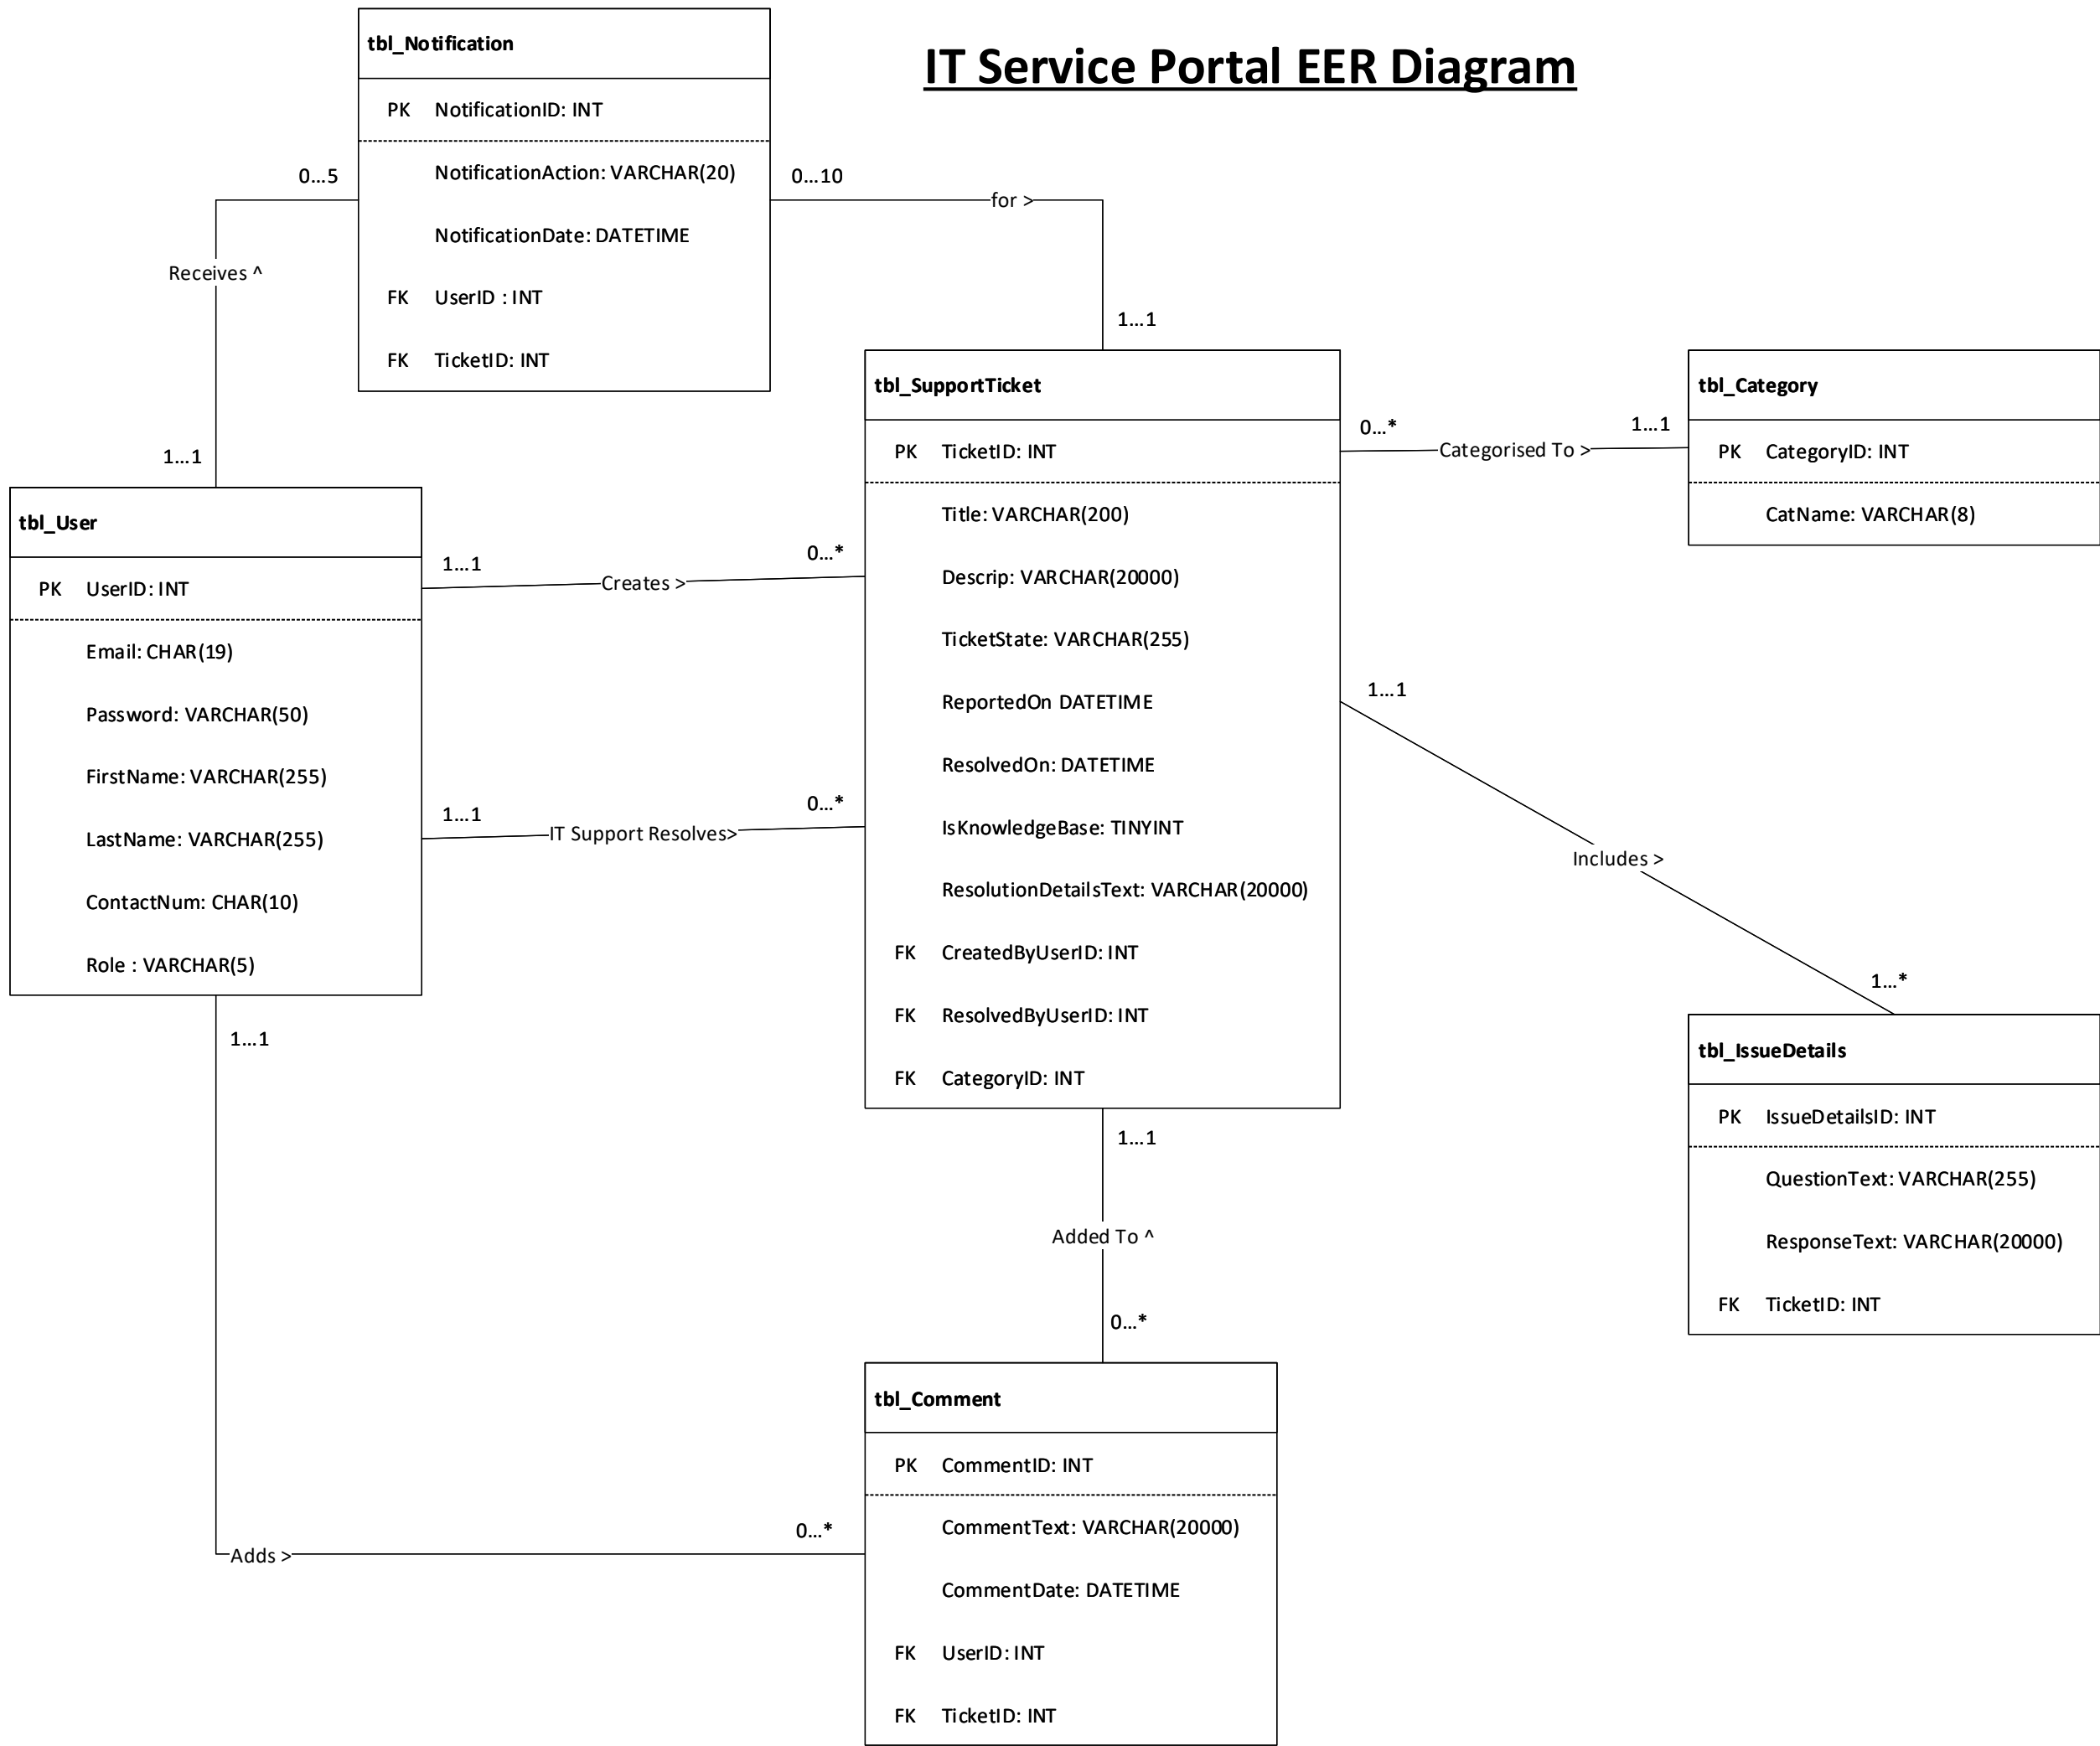 IT Service Portal EER Diagram
tbl_Notification
PK NotificationID: INT
NotificationAction: VARCHAR(20)
NotificationDate: DATETIME
FK UserID : INT
FK TicketID: INT
0...5
Receives ^
1...1
0...10
for >
1...1
tbl_User
PK UserID: INT
Email: CHAR(19)
Password: VARCHAR(50)
FirstName: VARCHAR(255)
LastName: VARCHAR(255)
ContactNum: CHAR(10)
Role : VARCHAR(5)
1...1
Creates >
0...*
1...1
IT Support Resolves>
0...*
tbl_SupportTicket
PK TicketID: INT
Title: VARCHAR(200)
Descrip: VARCHAR(20000)
TicketState: VARCHAR(255)
ReportedOn DATETIME
ResolvedOn: DATETIME
IsKnowledgeBase: TINYINT
ResolutionDetailsText: VARCHAR(20000)
FK CreatedByUserID: INT
FK ResolvedByUserID: INT
FK CategoryID: INT
0...*
Categorised To >
1...1
tbl_Category
PK CategoryID: INT
CatName: VARCHAR(8)
1...1
Includes >
1...*
tbl_IssueDetails
PK IssueDetailsID: INT
QuestionText: VARCHAR(255)
ResponseText: VARCHAR(20000)
FK TicketID: INT
1...1
Added To ^
0...*
1...1
Adds >
0...*
tbl_Comment
PK CommentID: INT
CommentText: VARCHAR(20000)
CommentDate: DATETIME
FK UserID: INT
FK TicketID: INT